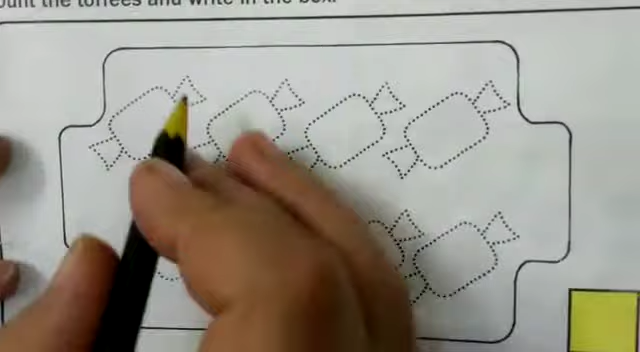 ount the toffees and write in the box.